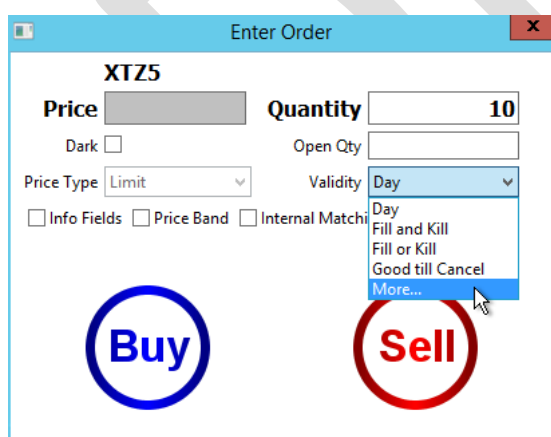 Enter Order
x
XTZ5
Price Quantity 10
Dark Open Qty
Price Type Limit Validity Day
Info Fields Price Band Internal Matchi
Day
Fill and Kill
Fill or Kill
Good till Cancel
More...
Buy Sell